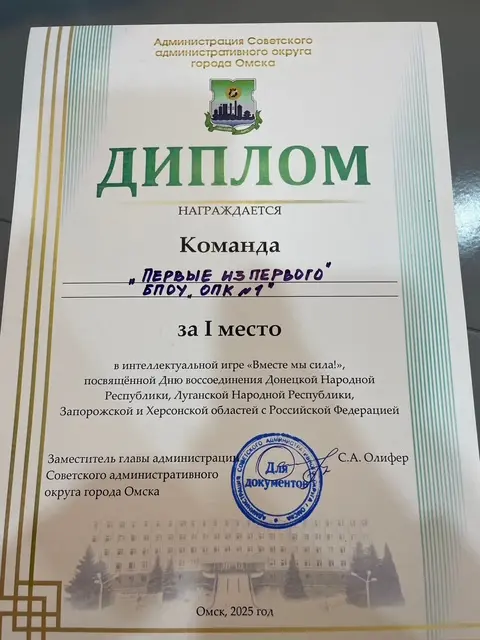 Администрация Советского
административного округа
города Омска
ДИПЛОМ
НАГРАЖДАЕТСЯ
Команда
„ПЕРВЫЕ ИЗ ПЕРВОГО"
БПОУ „ОПК №1"
за I место
в интеллектуальной игре «Вместе мы сила!»,
посвящённой Дню воссоединения Донецкой Народной
Республики, Луганской Народной Республики,
Запорожской и Херсонской областей с Российской Федерацией
Заместитель главы администрации
Советского административного
округа города Омска
Для
документов
С.А. Олифер
Омск, 2025 год